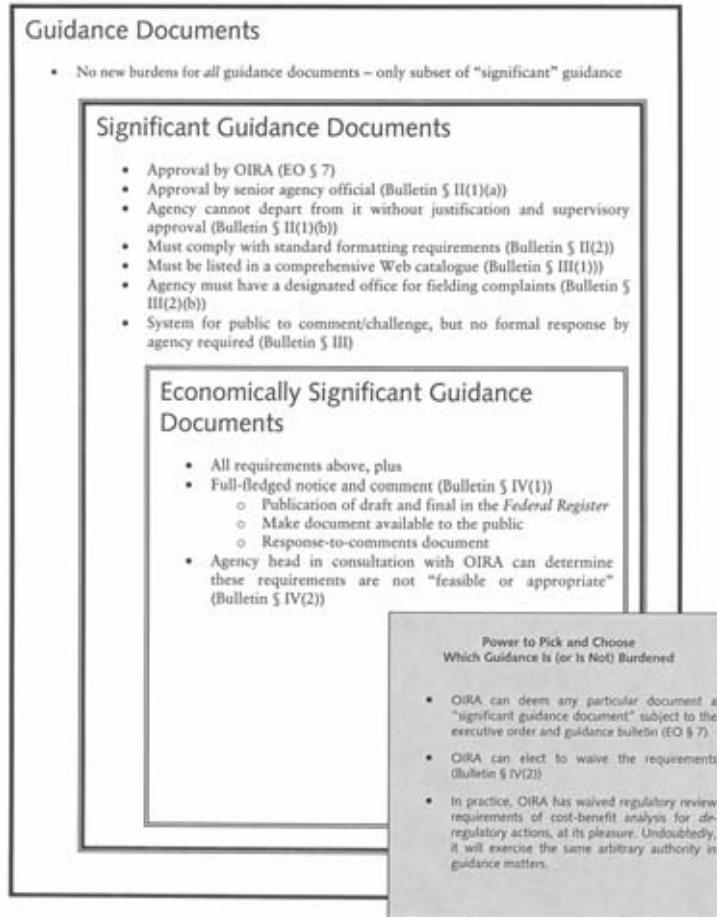 Guidance Documents
• No new burdens for all guidance documents – only subset of “significant” guidance
Significant Guidance Documents
• Approval by OIRA (EO § 7)
• Approval by senior agency official (Bulletin § II(1)(a))
• Agency cannot depart from it without justification and supervisory
approval (Bulletin § II(1)(b))
• Must comply with standard formatting requirements (Bulletin § II(2))
• Must be listed in a comprehensive Web catalogue (Bulletin § III(1)))
• Agency must have a designated office for fielding complaints (Bulletin §
III(2)(b))
• System for public to comment/challenge, but no formal response by
agency required (Bulletin § III)
Economically Significant Guidance
Documents
• All requirements above, plus
• Full-fledged notice and comment (Bulletin § IV(1))
o Publication of draft and final in the Federal Register
o Make document available to the public
o Response-to-comments document
• Agency head in consultation with OIRA can determine
these requirements are not “feasible or appropriate”
(Bulletin § IV(2))
Power to Pick and Choose
Which Guidance Is (or Is Not) Burdened
• OIRA can deem any particular document a
“significant guidance document” subject to the
executive order and guidance bulletin (EO § 7)
• OIRA can elect to waive the requirements
(Bulletin § IV(2))
• In practice, OIRA has waived regulatory review
requirements of cost-benefit analysis for de-
regulatory actions, at its pleasure. Undoubtedly,
it will exercise the same arbitrary authority in
guidance matters.